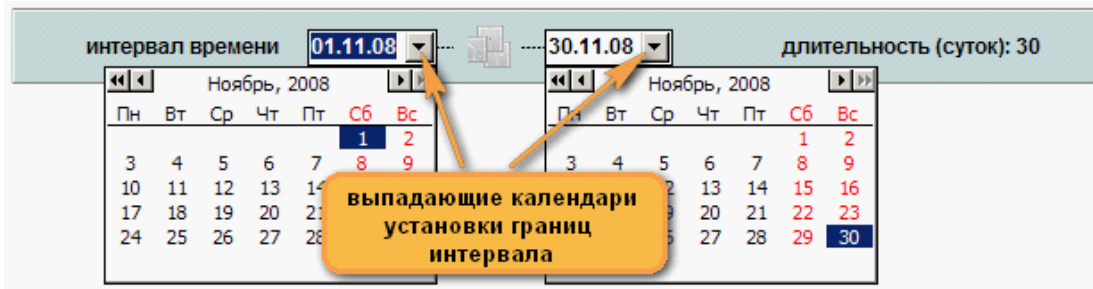 интервал времени 01.11.08 30.11.08 длительность (суток): 30
Ноябрь, 2008 Ноябрь, 2008
Пн Вт Ср Чт Пт Сб Вс Пн Вт Ср Чт Пт Сб Вс
1 2 1 2
3 4 5 6 7 8 9 3 4 5 6 7 8 9
10 11 12 13 14 13 14 15 16
17 18 19 20 20 21 22 23
24 25 26 27 27 28 29 30
выпадающие календари
установки границ
интервала